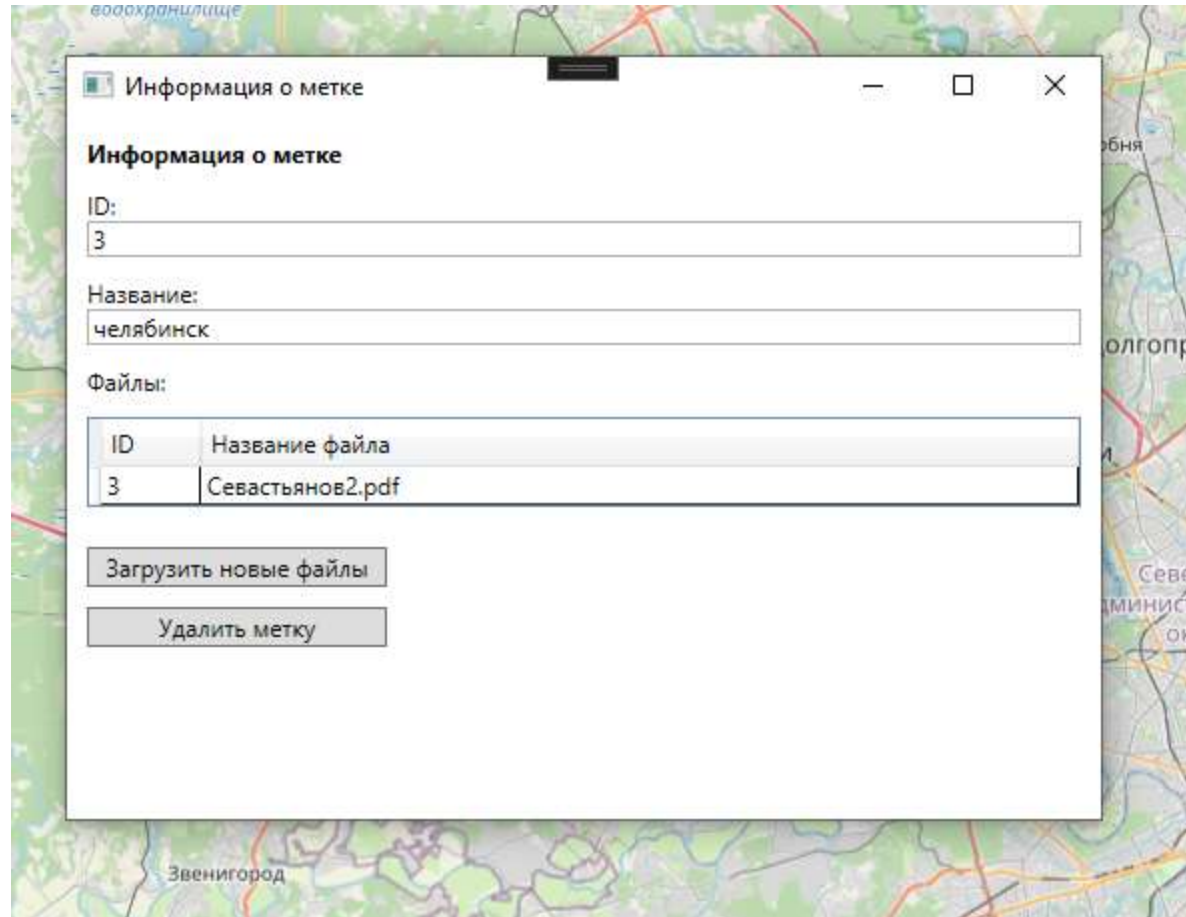 водохранилище
Информация о метке
Информация о метке
ID:
3
Название:
челябинск
Файлы:
ID Название файла
3 Севастьянов2.pdf
Загрузить новые файлы
Удалить метку
Звенигород